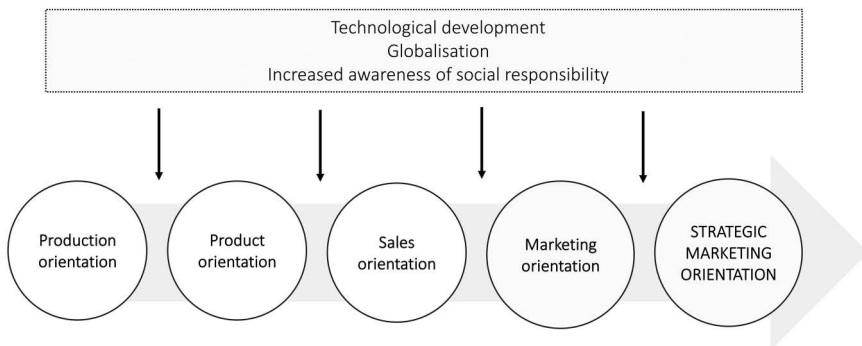 Technological development
Globalisation
Increased awareness of social responsibility
Production
orientation
Product
orientation
Sales
orientation
Marketing
orientation
STRATEGIC
MARKETING
ORIENTATION